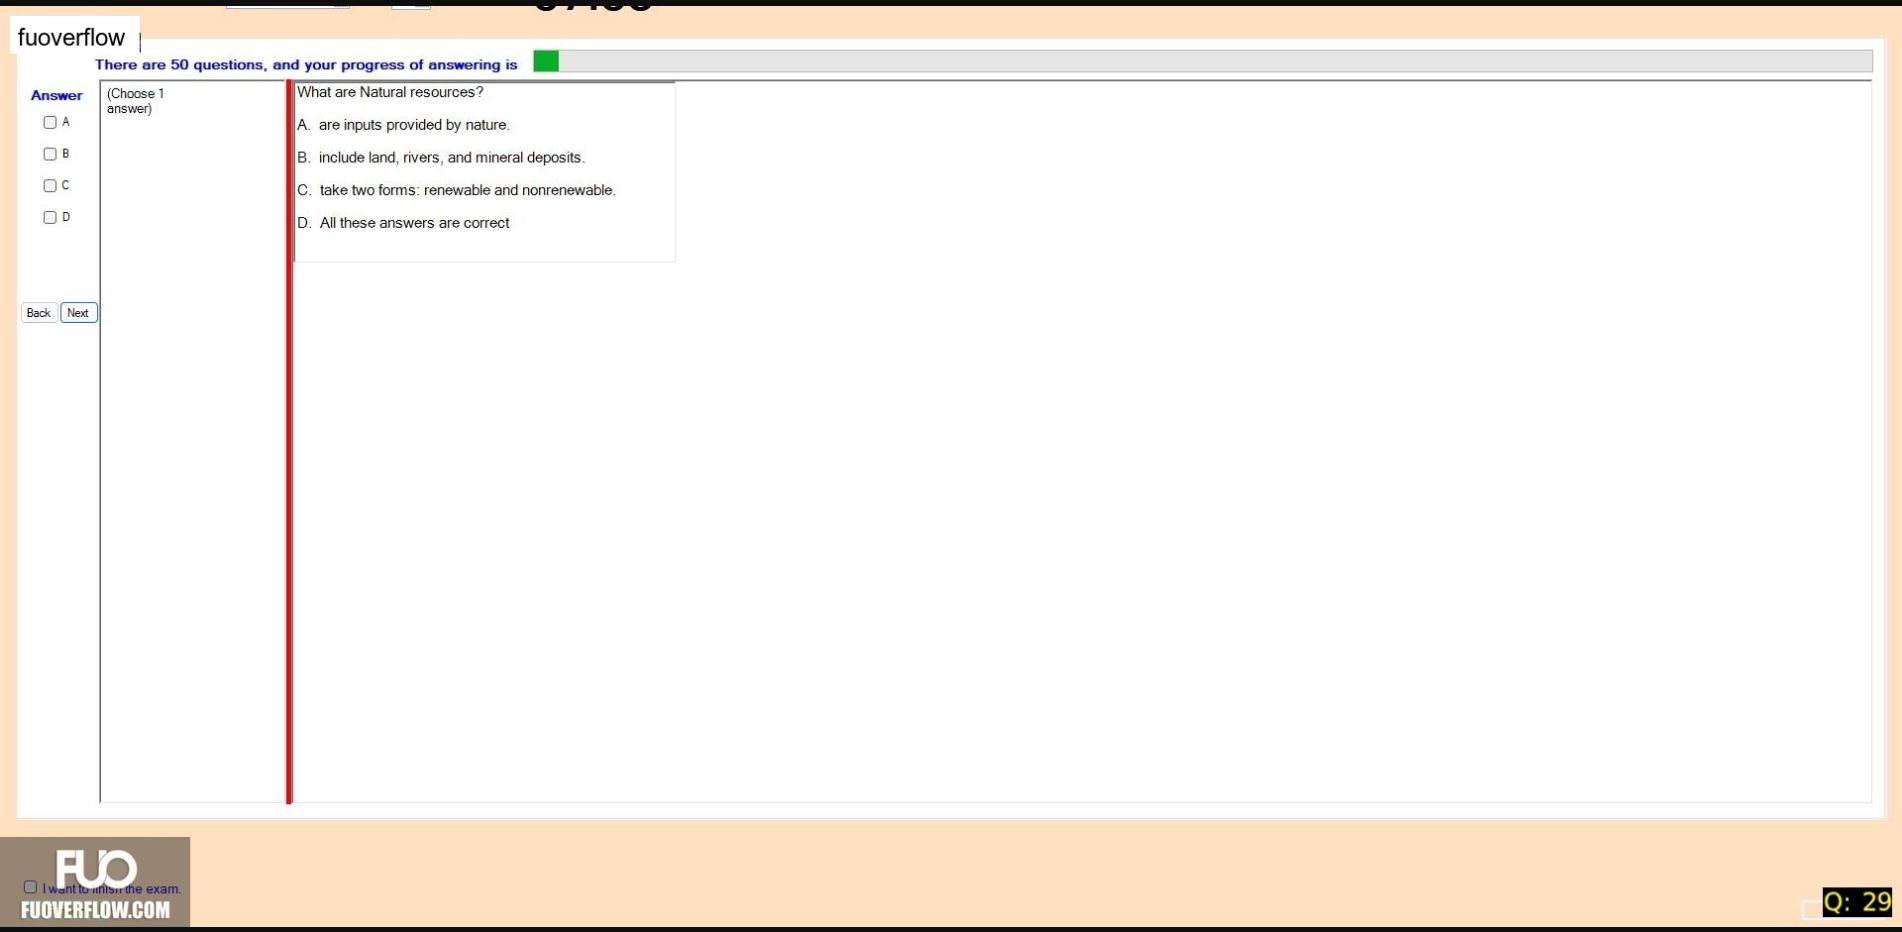 fuoverflow
There are 50 questions, and your progress of answering is
Answer
(Choose 1
answer)
A
B
C
D
What are Natural resources?
A. are inputs provided by nature.
B. include land, rivers, and mineral deposits.
C. take two forms: renewable and nonrenewable.
D. All these answers are correct
Back
Next
FUO
I want to finish the exam.
FUOVERFLOW.COM
Q: 29